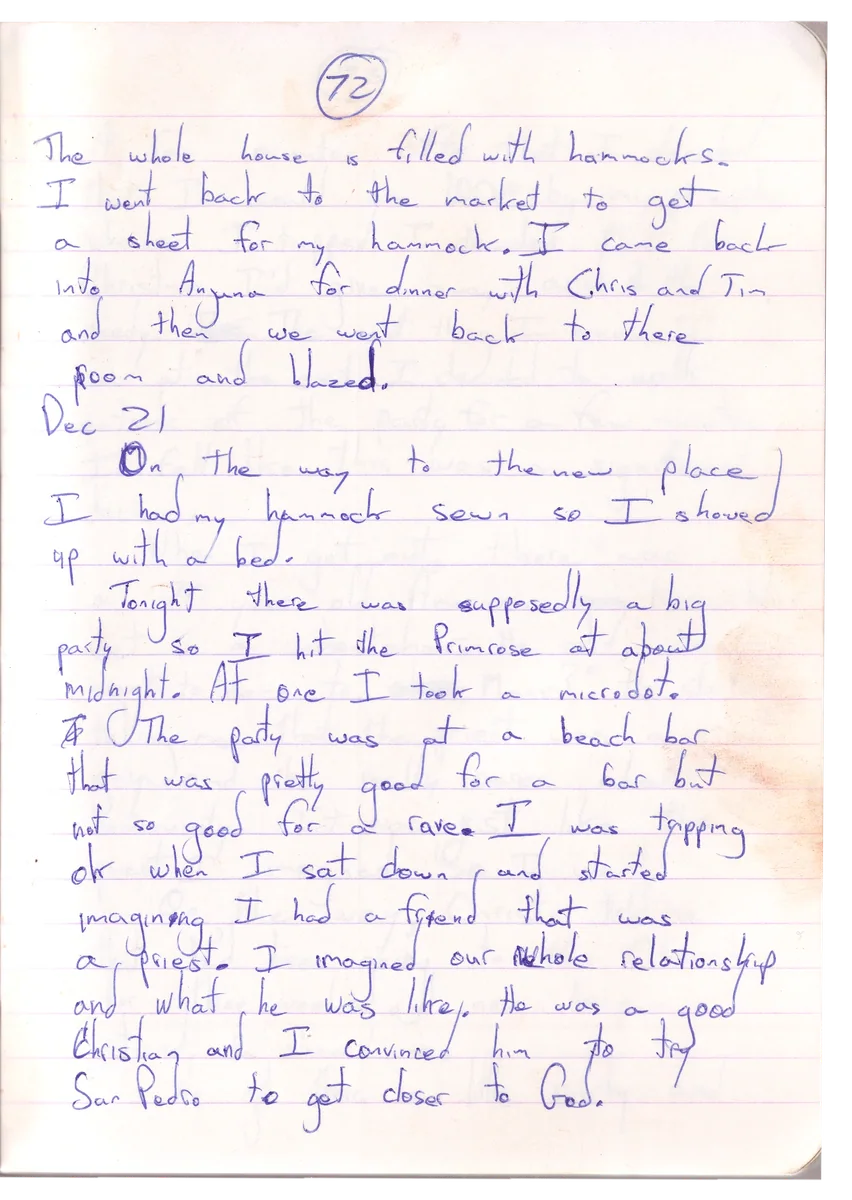 72
The whole house is filled with hammocks.
I went back to the market to get
a sheet for my hammock. I came back
into Anjuna for dinner with Chris and Tim
and then we went back to there
room and blazed.
Dec 21
On the way to the new place
I had my hammock sewn so I showed
up with a bed.
Tonight there was supposedly a big
party so I hit the Primrose at about
midnight. At one I took a microdot.
The party was at a beach bar
that was pretty good for a bar but
not so good for a rave. I was tripping
ok when I sat down and started
imagining I had a friend that was
a priest. I imagined our whole relationship
and what he was like. He was a good
Christian and I convinced him to try
San Pedro to get closer to God.